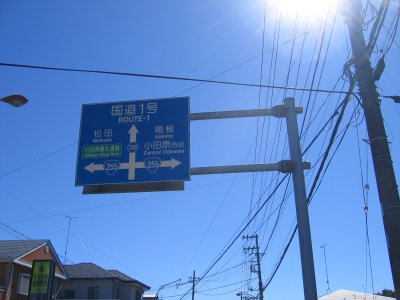 国道1号
ROUTE-1
松田
Matsuda
箱根
Hakone
720
小田原厚木道路
小田原市街
Central Odawara
255
255